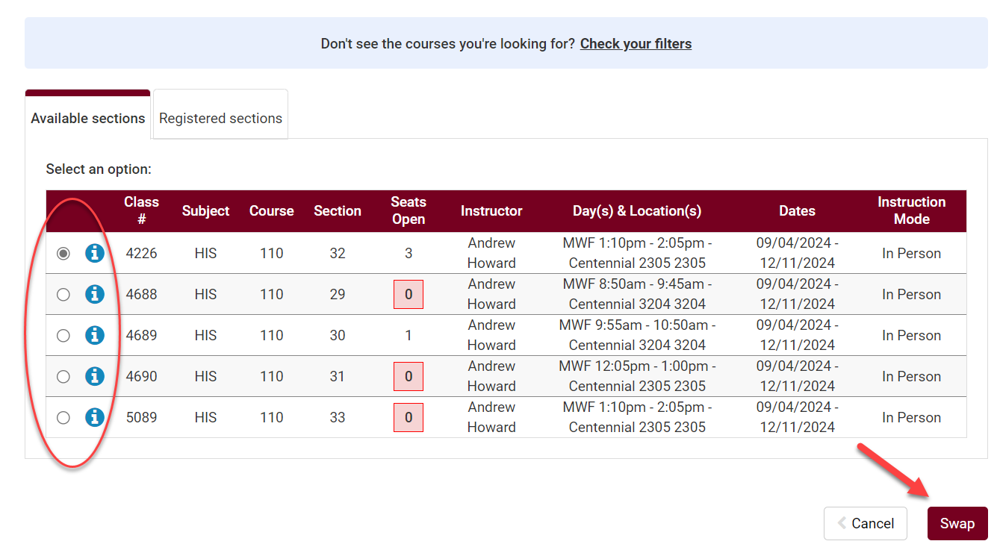 Don't see the courses you're looking for? Check your filters
Available sections
Registered sections
Select an option:
Class # Subject Course Section Seats Open Instructor Day(s) & Location(s) Dates Instruction Mode
4226 HIS 110 32 3 Andrew Howard MWF 1:10pm - 2:05pm - Centennial 2305 2305 09/04/2024 - 12/11/2024 In Person
4688 HIS 110 29 0 Andrew Howard MWF 8:50am - 9:45am - Centennial 3204 3204 09/04/2024 - 12/11/2024 In Person
4689 HIS 110 30 1 Andrew Howard MWF 9:55am - 10:50am - Centennial 3204 3204 09/04/2024 - 12/11/2024 In Person
4690 HIS 110 31 0 Andrew Howard MWF 12:05pm - 1:00pm - Centennial 2305 2305 09/04/2024 - 12/11/2024 In Person
5089 HIS 110 33 0 Andrew Howard MWF 1:10pm - 2:05pm - Centennial 2305 2305 09/04/2024 - 12/11/2024 In Person
Cancel
Swap